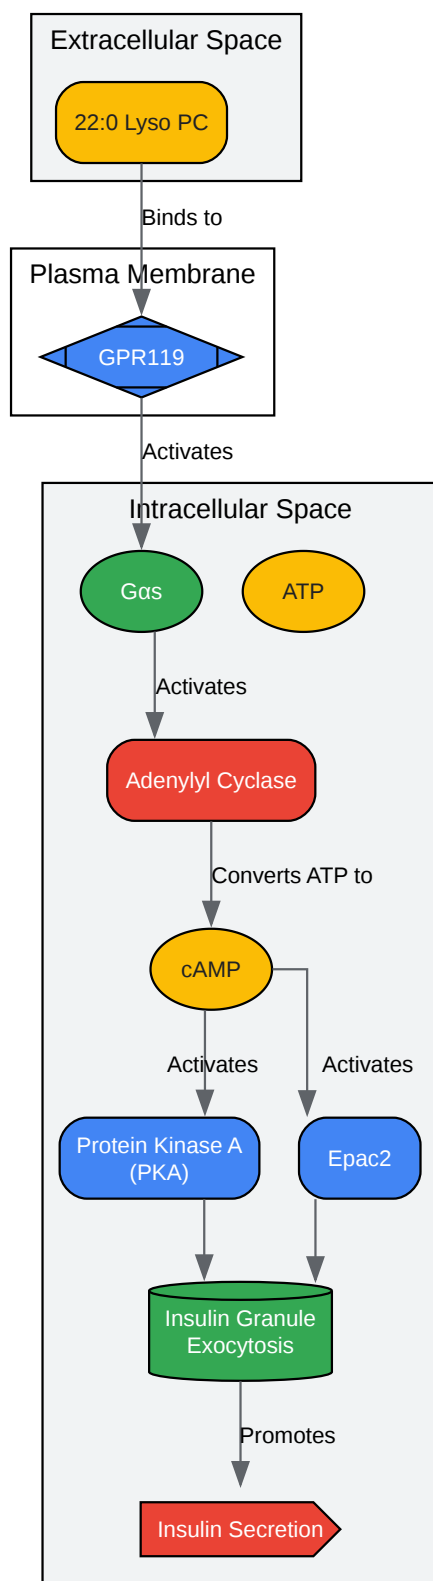 Extracellular Space
22:0 Lyso PC
Binds to
Plasma Membrane
GPR119
Activates
Intracellular Space
Gαs
ATP
Activates
Adenylyl Cyclase
Converts ATP to
cAMP
Activates
Activates
Protein Kinase A
(PKA)
Epac2
Insulin Granule
Exocytosis
Promotes
Insulin Secretion